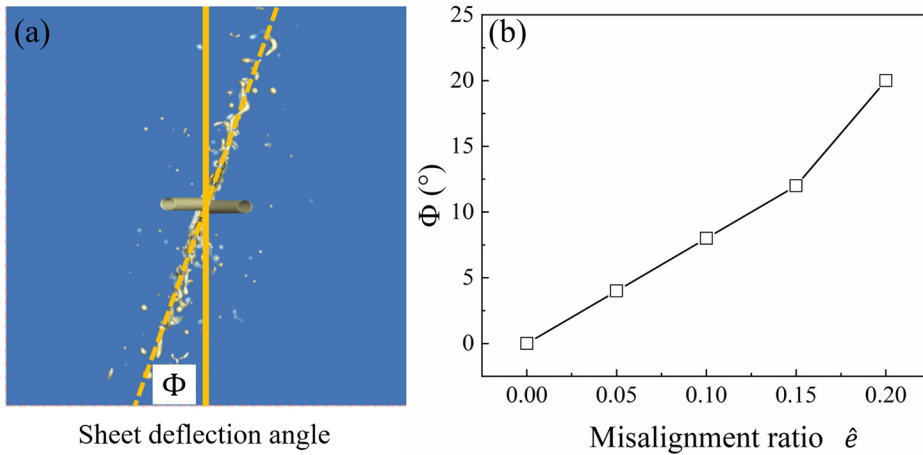 (a)
Φ
Sheet deflection angle
(b)
Φ (°)
25
20
15
10
5
0
0.00 0.05 0.10 0.15 0.20
Misalignment ratio ê